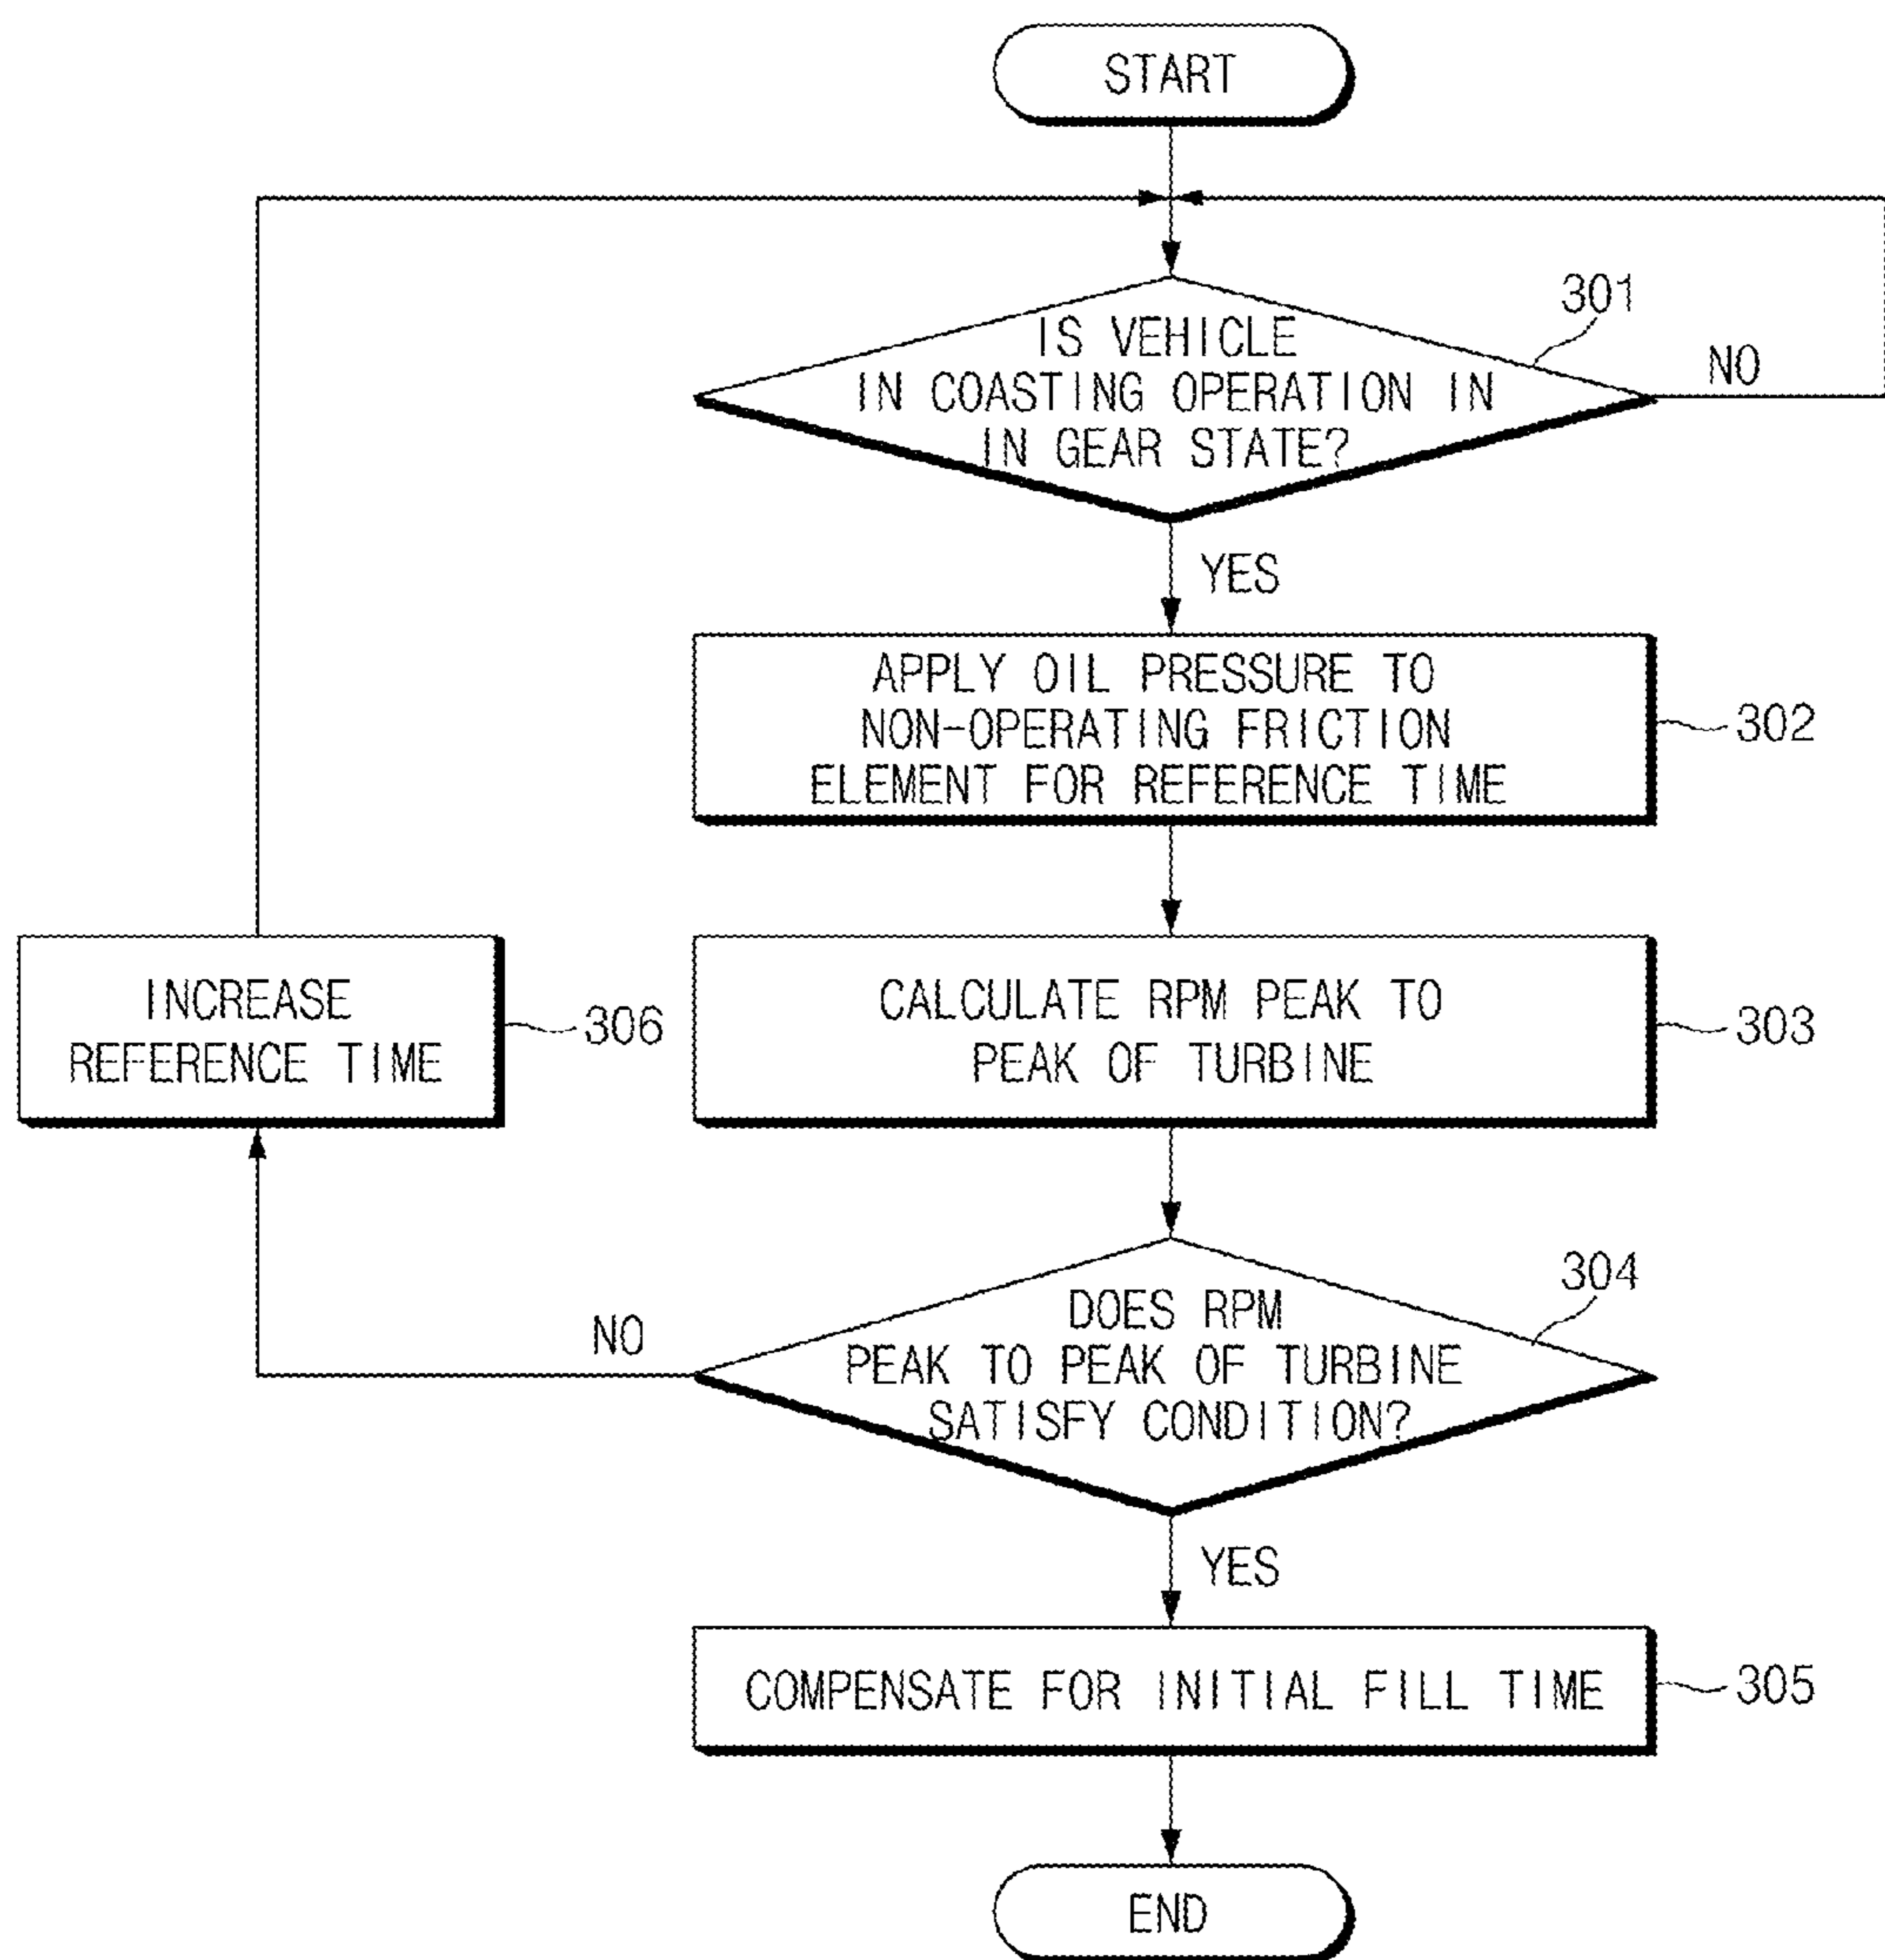 START
301
IS VEHICLE
IN COASTING OPERATION IN
IN GEAR STATE?
NO
YES
APPLY OIL PRESSURE TO
NON-OPERATING FRICTION
ELEMENT FOR REFERENCE TIME
302
INCREASE
REFERENCE TIME
306
CALCULATE RPM PEAK TO
PEAK OF TURBINE
303
304
DOES RPM
PEAK TO PEAK OF TURBINE
SATISFY CONDITION?
NO
YES
COMPENSATE FOR INITIAL FILL TIME
305
END